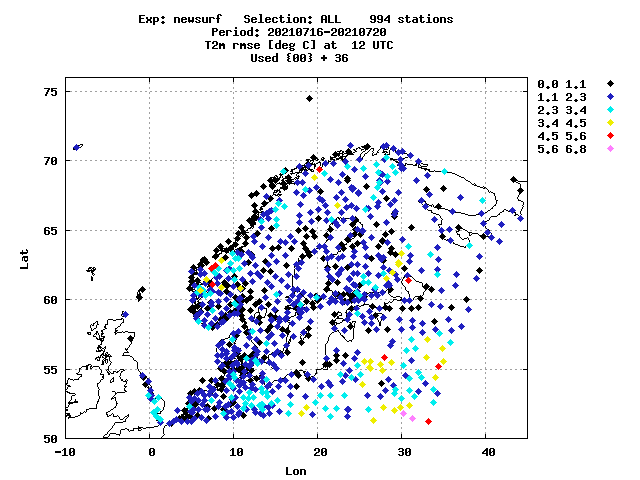 Exp: newsurf   Selection: ALL    994 stations
Period: 20210716-20210720
T2m rmse [deg C] at  12 UTC
Used {00} + 36
0.0 1.1
1.1 2.3
2.3 3.4
3.4 4.5
4.5 5.6
5.6 6.8
75
70
65
60
55
50
Lat
-10 0 10 20 30 40
Lon